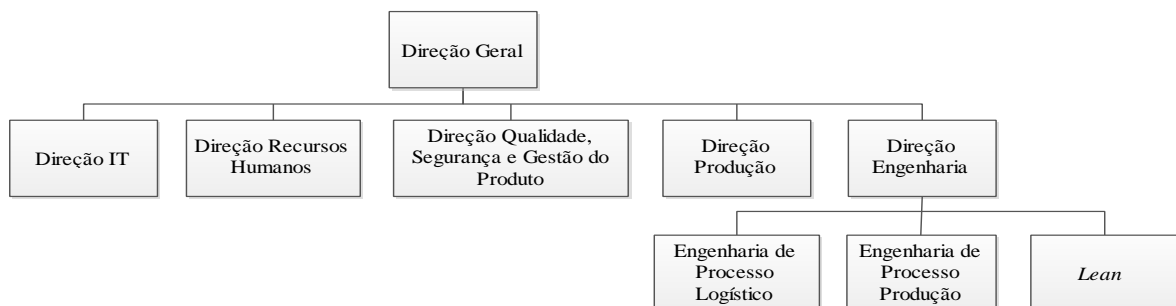 Direção Geral
Direção IT
Direção Recursos
Humanos
Direção Qualidade,
Segurança e Gestão do
Produto
Direção
Produção
Direção
Engenharia
Engenharia de
Processo
Logístico
Engenharia de
Processo
Produção
Lean